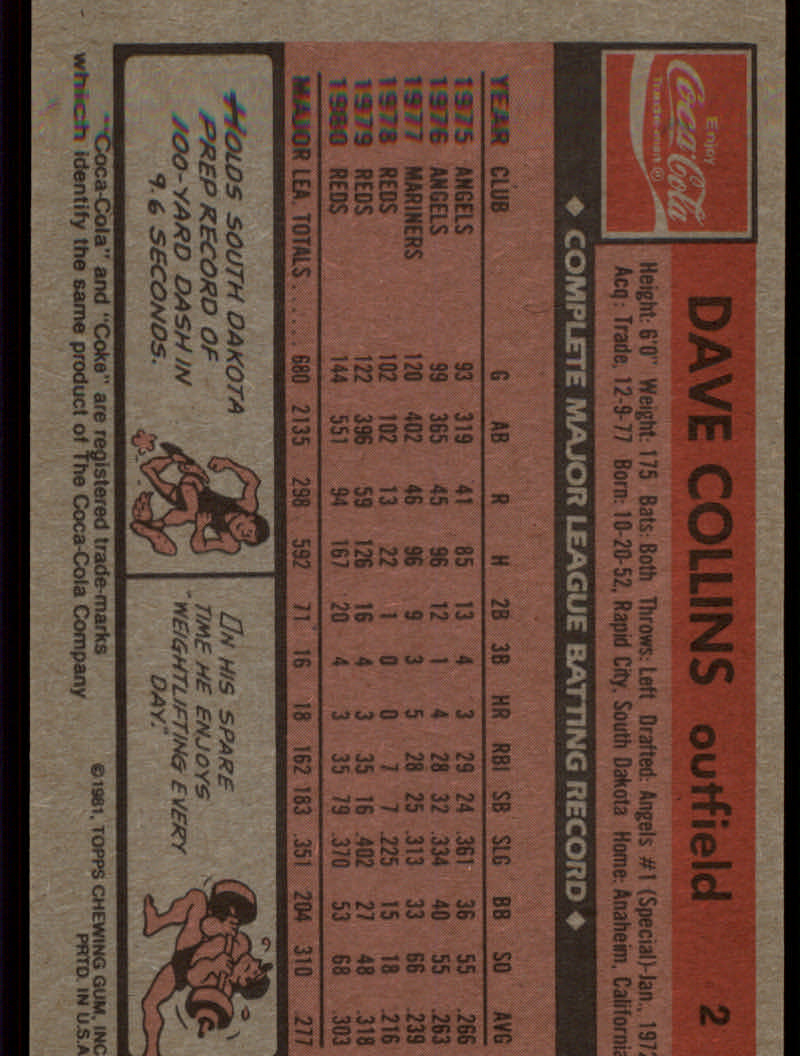 Enjoy
Coca-Cola
Trade-mark ®
DAVE COLLINS outfield 2
Height: 6'0" Weight: 175 Bats: Both Throws: Left Drafted: Angels #1 (Special)-Jan., 197
Acq: Trade, 12-9-77 Born: 10-20-52, Rapid City, South Dakota Home: Anaheim, California
◆ COMPLETE MAJOR LEAGUE BATTING RECORD ◆
YEAR CLUB G AB R H 2B 3B HR RBI SB SLG BB SO AVG
1975 ANGELS 93 319 41 85 13 4 3 29 24 .361 36 55 .266
1976 ANGELS 99 365 45 96 12 1 4 28 32 .334 40 55 .263
1977 MARINERS 120 402 46 96 9 3 5 28 25 .313 33 66 .239
1978 REDS 102 102 13 22 1 0 0 7 7 .225 15 18 .216
1979 REDS 122 396 59 126 16 4 3 35 16 .402 27 48 .318
1980 REDS 144 551 94 167 20 4 3 35 79 .370 53 68 .303
MAJOR LEA. TOTALS...... 680 2135 298 592 71 16 18 162 183 .351 204 310 .277
HOLDS SOUTH DAKOTA
PREP RECORD OF
100-YARD DASH IN
9.6 SECONDS.
IN HIS SPARE
TIME HE ENJOYS
"WEIGHTLIFTING EVERY
DAY."
?
"Coca-Cola" and "Coke" are registered trade-marks
which identify the same product of The Coca-Cola Company
©1981, TOPPS CHEWING GUM, INC
PRTD. IN U.S.A